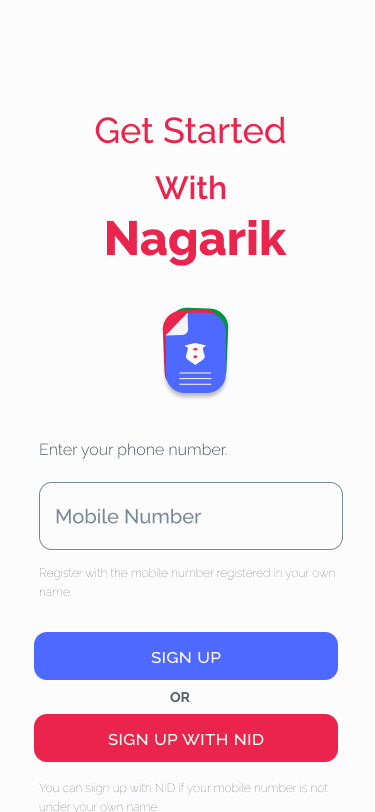 Get Started
With
Nagarik
Enter your phone number.
Mobile Number
Register with the mobile number registered in your own
name.
SIGN UP
OR
SIGN UP WITH NID
You can siign up with NID if your mobile number is not
under your own name.